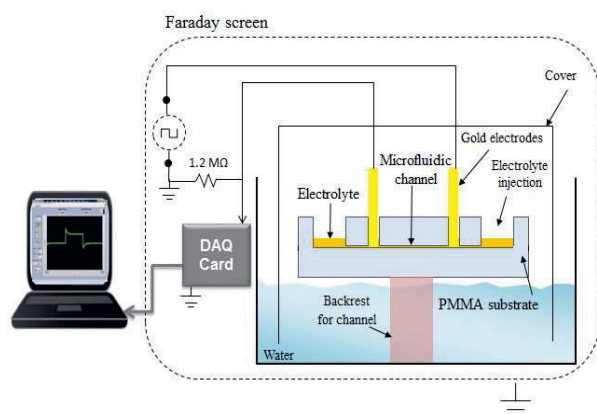 Faraday screen
Cover
Gold electrodes
1.2 MΩ
Microfluidic
channel
Electrolyte
injection
Electrolyte
DAQ
Card
Backrest
for channel
PMMA substrate
Water